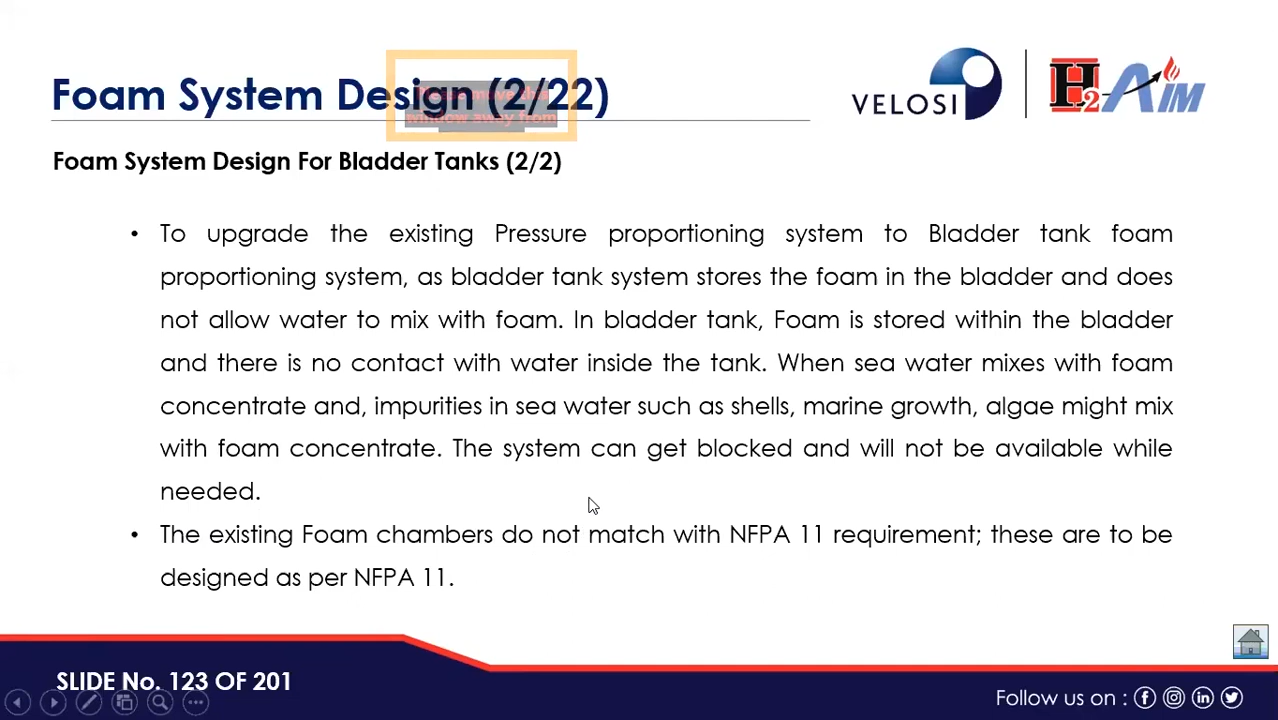 Foam System Design (2/22)
Please move this
window away from
VELOSI
H2AIM
Foam System Design For Bladder Tanks (2/2)
• To upgrade the existing Pressure proportioning system to Bladder tank foam
proportioning system, as bladder tank system stores the foam in the bladder and does
not allow water to mix with foam. In bladder tank, Foam is stored within the bladder
and there is no contact with water inside the tank. When sea water mixes with foam
concentrate and, impurities in sea water such as shells, marine growth, algae might mix
with foam concentrate. The system can get blocked and will not be available while
needed.
• The existing Foam chambers do not match with NFPA 11 requirement; these are to be
designed as per NFPA 11.
SLIDE No. 123 OF 201
Follow us on :